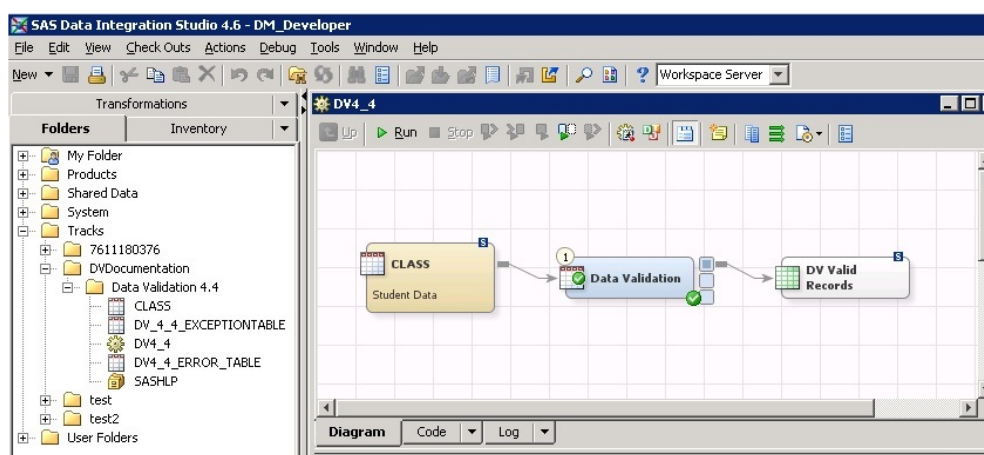 SAS Data Integration Studio 4.6 - DM_Developer
File Edit View Check Outs Actions Debug Tools Window Help
New Workspace Server
Transformations
Folders Inventory
My Folder
Products
Shared Data
System
Tracks
7611180376
DVDocumentation
Data Validation 4.4
CLASS
DV_4_4_EXCEPTIONTABLE
DV4_4
DV4_4_ERROR_TABLE
SASHLP
test
test2
User Folders
DV4_4
Up Run Stop
S
CLASS
Student Data
1
Data Validation
S
DV Valid
Records
Diagram Code Log